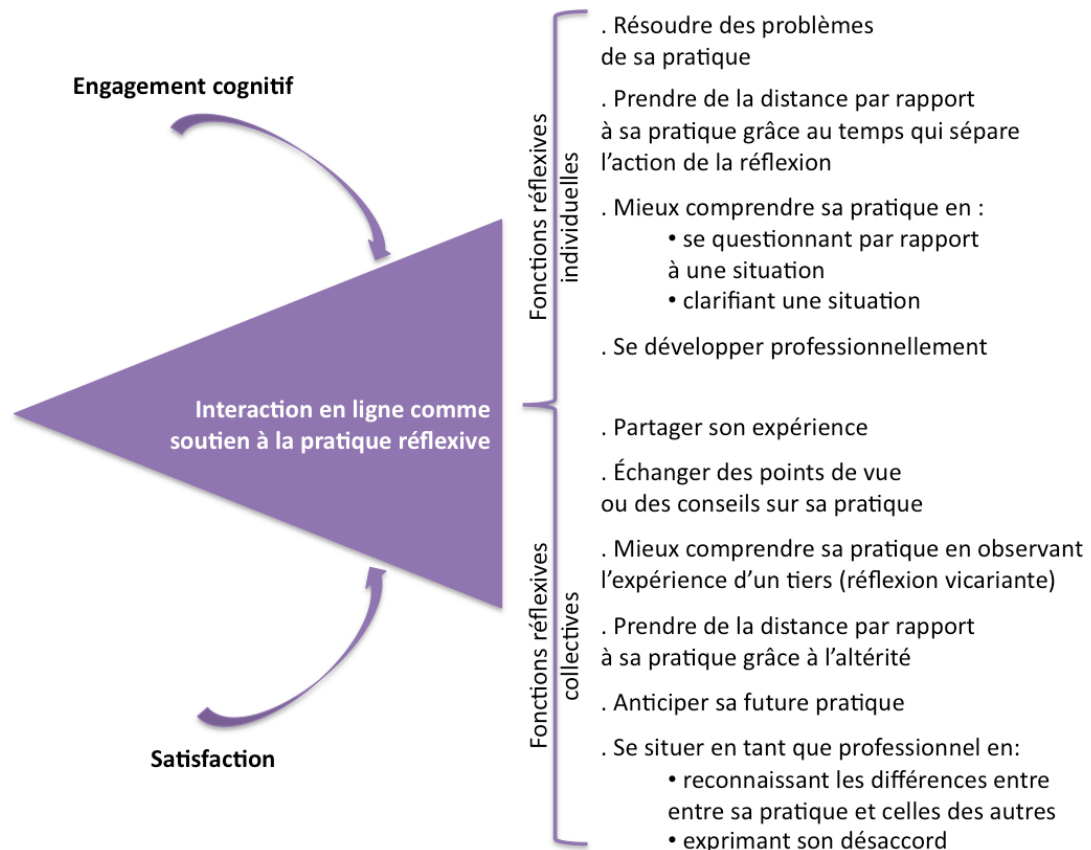 Engagement cognitif
Interaction en ligne comme
soutien à la pratique réflexive
Satisfaction
Fonctions réflexives
individuelles
. Résoudre des problèmes
de sa pratique
. Prendre de la distance par rapport
à sa pratique grâce au temps qui sépare
l’action de la réflexion
. Mieux comprendre sa pratique en :
• se questionnant par rapport
à une situation
• clarifiant une situation
. Se développer professionnellement
Fonctions réflexives
collectives
. Partager son expérience
. Échanger des points de vue
ou des conseils sur sa pratique
. Mieux comprendre sa pratique en observant
l’expérience d’un tiers (réflexion vicariante)
. Prendre de la distance par rapport
à sa pratique grâce à l’altérité
. Anticiper sa future pratique
. Se situer en tant que professionnel en:
• reconnaissant les différences entre
entre sa pratique et celles des autres
• exprimant son désaccord